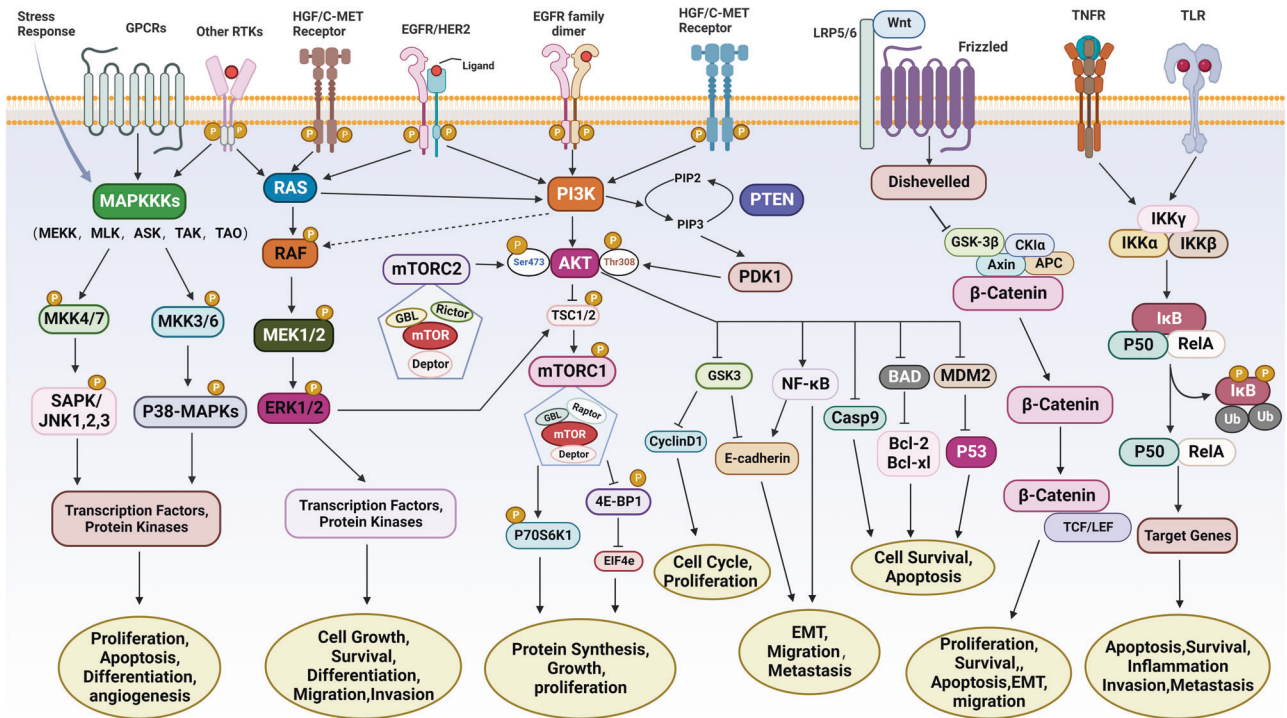 Stress
Response
GPCRs
Other RTKs
HGF/C-MET
Receptor
EGFR/HER2
Ligand
EGFR family
dimer
HGF/C-MET
Receptor
LRP5/6
Wnt
Frizzled
TNFR
TLR
P
P
P
P
P
P
P
P
P
P
MAPKKKs
(MEKK, MLK, ASK, TAK, TAO)
RAS
PI3K
PIP2
PIP3
PTEN
Dishevelled
IKKγ
IKKα
IKKβ
P
RAF
mTORC2
P
Ser473
AKT
P
Thr308
PDK1
GSK-3β
CKIα
Axin
APC
β-Catenin
P
MKK4/7
P
MKK3/6
P
MEK1/2
GBL
Rictor
mTOR
Deptor
TSC1/2
P
mTORC1
IκB
P50
RelA
GSK3
NF-κB
BAD
MDM2
P
SAPK/
JNK1,2,3
P
P38-MAPKs
P
ERK1/2
GBL
Raptor
mTOR
Deptor
CyclinD1
E-cadherin
Casp9
Bcl-2
Bcl-xl
P53
β-Catenin
P
P
IκB
Ub
Ub
P50
RelA
Transcription Factors,
Protein Kinases
Transcription Factors,
Protein Kinases
P
P70S6K1
P
4E-BP1
EIF4e
β-Catenin
TCF/LEF
Target Genes
Cell Cycle,
Proliferation
Cell Survival,
Apoptosis
Proliferation,
Apoptosis,
Differentiation,
angiogenesis
Cell Growth,
Survival,
Differentiation,
Migration,Invasion
Protein Synthesis,
Growth,
proliferation
EMT,
Migration,
Metastasis
Proliferation,
Survival,,
Apoptosis,EMT,
migration
Apoptosis,Survival,
Inflammation
Invasion,Metastasis